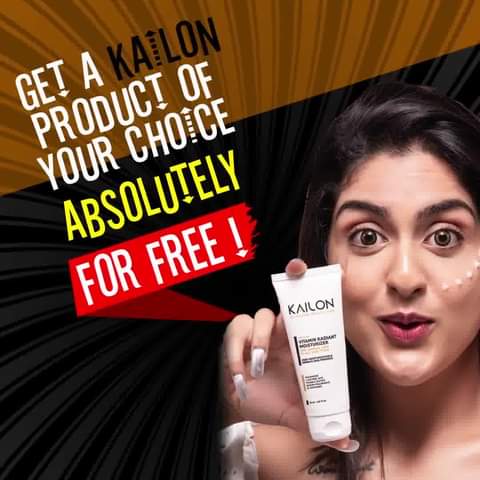 GET A KAILON
PRODUCT OF
YOUR CHOICE
ABSOLUTELY
FOR FREE !
KAILON
VITAMIN RADIANT
MOISTURIZER